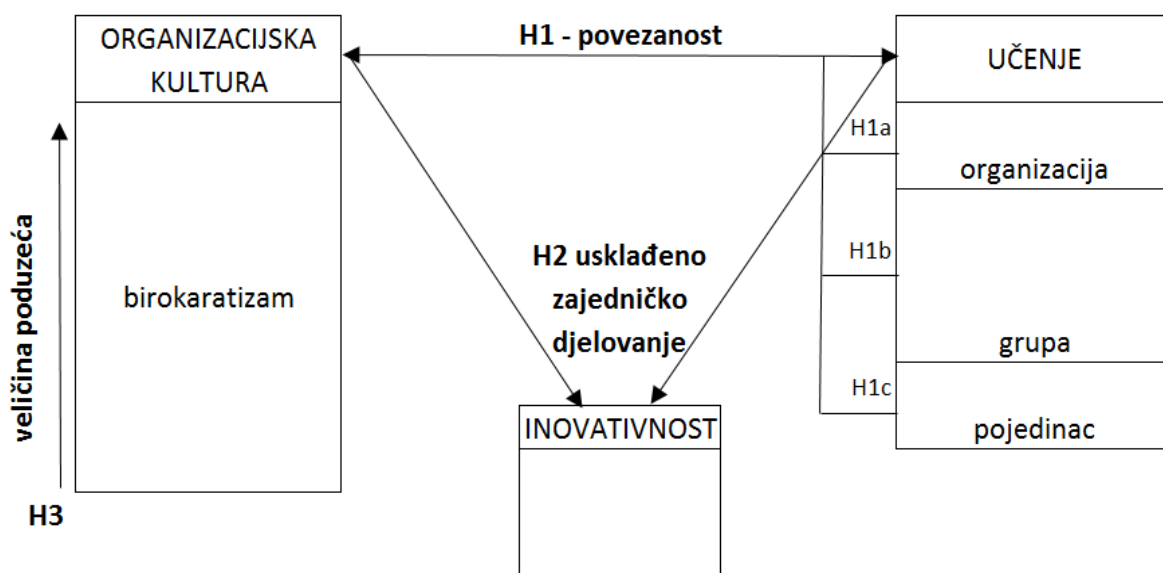 ORGANIZACIJSKA
KULTURA
H1 - povezanost
UČENJE
H1a
organizacija
veličina poduzeća
birokaratizam
H1b
H2 usklađeno
zajedničko
djelovanje
grupa
H1c
INOVATIVNOST
pojedinac
H3